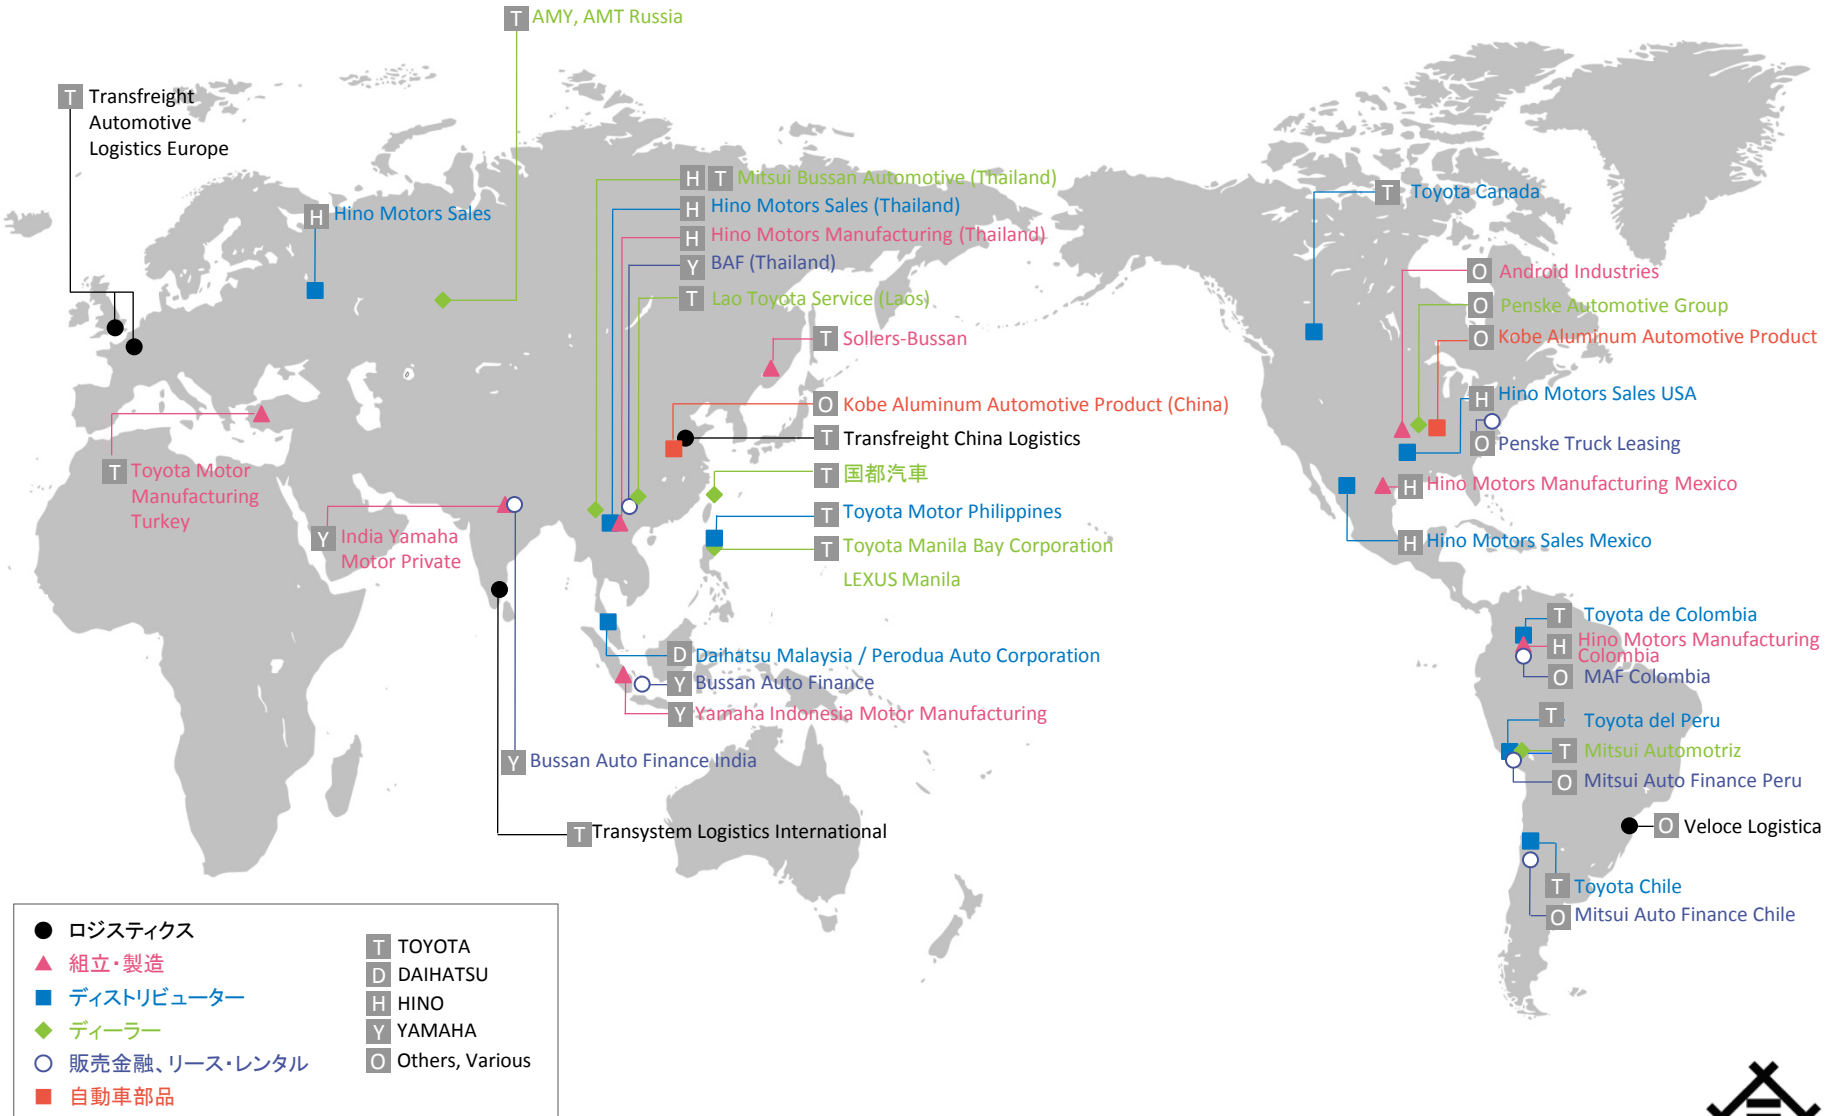 T AMY, AMT Russia
T Transfreight
Automotive
Logistics Europe
H Hino Motors Sales
H T Mitsui Bussan Automotive (Thailand)
H Hino Motors Sales (Thailand)
H Hino Motors Manufacturing (Thailand)
Y BAF (Thailand)
T Lao Toyota Service (Laos)
T Sollers-Bussan
O Kobe Aluminum Automotive Product (China)
T Transfreight China Logistics
T 国都汽車
T Toyota Motor Philippines
T Toyota Manila Bay Corporation
LEXUS Manila
T Toyota Motor
Manufacturing
Turkey
Y India Yamaha
Motor Private
D Daihatsu Malaysia / Perodua Auto Corporation
Y Bussan Auto Finance
Y Yamaha Indonesia Motor Manufacturing
Y Bussan Auto Finance India
T Transystem Logistics International
T Toyota Canada
O Android Industries
O Penske Automotive Group
O Kobe Aluminum Automotive Product
H Hino Motors Sales USA
O Penske Truck Leasing
H Hino Motors Manufacturing Mexico
H Hino Motors Sales Mexico
T Toyota de Colombia
H Hino Motors Manufacturing
Colombia
O MAF Colombia
T Toyota del Peru
T Mitsui Automotriz
O Mitsui Auto Finance Peru
O Veloce Logistica
T Toyota Chile
O Mitsui Auto Finance Chile
ロジスティクス
組立・製造
ディストリビューター
ディーラー
販売金融、リース・レンタル
自動車部品
T TOYOTA
D DAIHATSU
H HINO
Y YAMAHA
O Others, Various